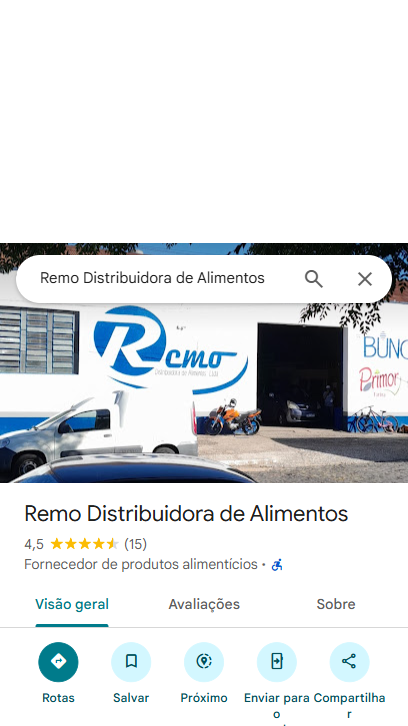 Remo Distribuidora de Alimentos
Remo
Distribuidora de Alimentos Ltda
BUNG
Primor
Remo Distribuidora de Alimentos
4,5 (15)
Fornecedor de produtos alimentícios •
Visão geral
Avaliações
Sobre
Rotas
Salvar
Próximo
Enviar para o
Compartilhar